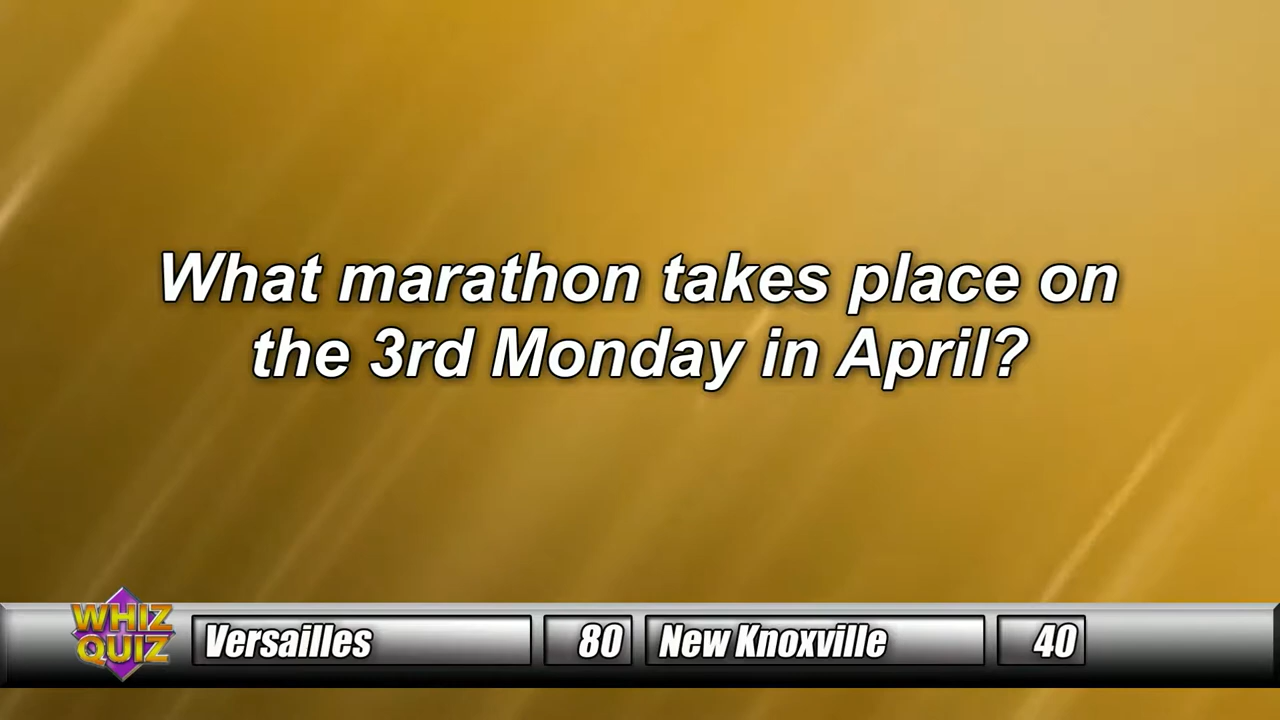 What marathon takes place on
the 3rd Monday in April?
WHIZ
QUIZ
Versailles 80 New Knoxville 40